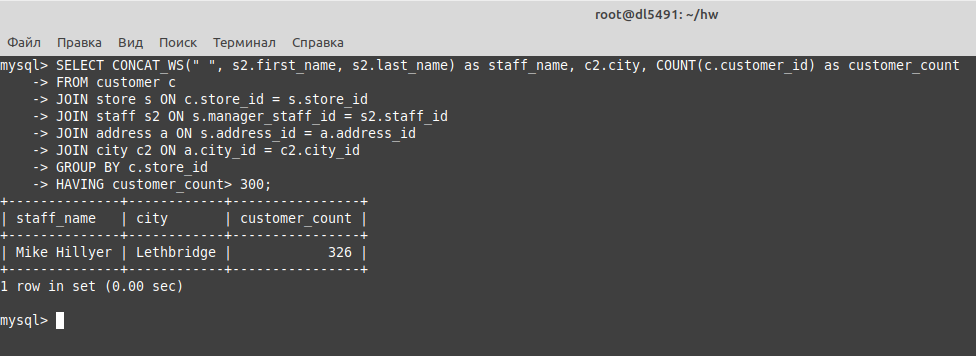 root@dl5491: ~/hw
Файл Правка Вид Поиск Терминал Справка
mysql> SELECT CONCAT_WS(" ", s2.first_name, s2.last_name) as staff_name, c2.city, COUNT(c.customer_id) as customer_count
    -> FROM customer c
    -> JOIN store s ON c.store_id = s.store_id
    -> JOIN staff s2 ON s.manager_staff_id = s2.staff_id
    -> JOIN address a ON s.address_id = a.address_id
    -> JOIN city c2 ON a.city_id = c2.city_id
    -> GROUP BY c.store_id
    -> HAVING customer_count> 300;
+--------------+------------+----------------+
| staff_name   | city       | customer_count |
+--------------+------------+----------------+
| Mike Hillyer | Lethbridge |            326 |
+--------------+------------+----------------+
1 row in set (0.00 sec)
mysql>